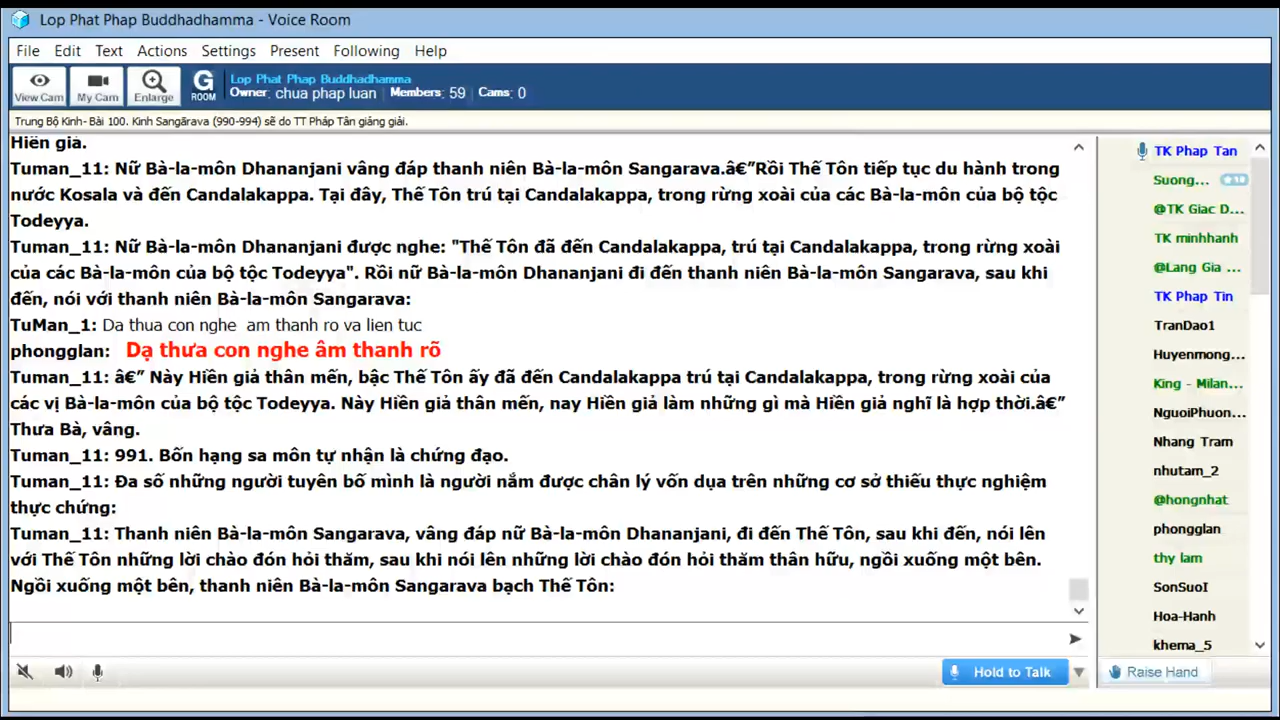 Lop Phat Phap Buddhadhamma - Voice Room
File Edit Text Actions Settings Present Following Help
View Cam My Cam Enlarge G ROOM
Lop Phat Phap Buddhadhamma
Owner: chua phap luan Members: 59 Cams: 0
Trung Bộ Kinh- Bài 100. Kinh Sangārava (990-994) sẽ do TT Pháp Tân giảng giải.
Hiền giả.
Tuman_11: Nữ Bà-la-môn Dhananjani vâng đáp thanh niên Bà-la-môn Sangarava.â€”Rồi Thế Tôn tiếp tục du hành trong
nước Kosala và đến Candalakappa. Tại đây, Thế Tôn trú tại Candalakappa, trong rừng xoài của các Bà-la-môn của bộ tộc
Todeyya.
Tuman_11: Nữ Bà-la-môn Dhananjani được nghe: "Thế Tôn đã đến Candalakappa, trú tại Candalakappa, trong rừng xoài
của các Bà-la-môn của bộ tộc Todeyya". Rồi nữ Bà-la-môn Dhananjani đi đến thanh niên Bà-la-môn Sangarava, sau khi
đến, nói với thanh niên Bà-la-môn Sangarava:
TuMan_1: Da thua con nghe am thanh ro va lien tuc
phongglan: Dạ thưa con nghe âm thanh rõ
Tuman_11: â€” Này Hiền giả thân mến, bậc Thế Tôn ấy đã đến Candalakappa trú tại Candalakappa, trong rừng xoài của
các vị Bà-la-môn của bộ tộc Todeyya. Này Hiền giả thân mến, nay Hiền giả làm những gì mà Hiền giả nghĩ là hợp thời.â€”
Thưa Bà, vâng.
Tuman_11: 991. Bốn hạng sa môn tự nhận là chứng đạo.
Tuman_11: Đa số những người tuyên bố mình là người nắm được chân lý vốn dụa trên những cơ sở thiếu thực nghiệm
thực chứng:
Tuman_11: Thanh niên Bà-la-môn Sangarava, vâng đáp nữ Bà-la-môn Dhananjani, đi đến Thế Tôn, sau khi đến, nói lên
với Thế Tôn những lời chào đón hỏi thăm, sau khi nói lên những lời chào đón hỏi thăm thân hữu, ngồi xuống một bên.
Ngồi xuống một bên, thanh niên Bà-la-môn Sangarava bạch Thế Tôn:
Hold to Talk
TK Phap Tan
Suong...
@TK Giac D...
TK minhhanh
@Lang Gia ...
TK Phap Tin
TranDao1
Huyenmong...
King - Milan...
NguoiPhuon...
Nhang Tram
nhutam_2
@hongnhat
phongglan
thy lam
SonSuoI
Hoa-Hanh
khema_5
Raise Hand